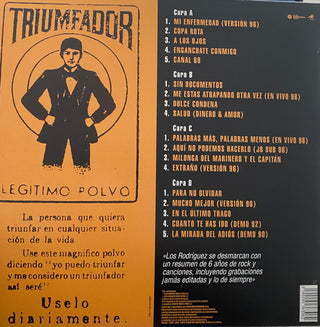 TRIUNFADOR
LEGITIMO POLVO
La persona que quiera
triunfar en cualquier situa-
ción de la vida
Use este magnifico polvo
diciendo "yo puedo triunfar
y me considero un triunfador
así seré"
Uselo
diariamente.
Cara A
1. MI ENFERMEDAD (VERSIÓN 96)
2. COPA ROTA
3. A LOS OJOS
4. ENGANCHATE CONMIGO
5. CANAL 69
Cara B
1. SIN DOCUMENTOS
2. ME ESTAS ATRAPANDO OTRA VEZ (EN VIVO 96)
3. DULCE CONDENA
4. SALUD (DINERO & AMOR)
Cara C
1. PALABRAS MÁS, PALABRAS MENOS (EN VIVO 96)
2. AQUÍ NO PODEMOS HACERLO (JB DUB 96)
3. MILONGA DEL MARINERO Y EL CAPITÁN
4. EXTRAÑO (VERSIÓN 96)
Cara D
1. PARA NO OLVIDAR
2. MUCHO MEJOR (VERSIÓN 96)
3. EN EL ÚLTIMO TRAGO
4. CUANTO TE HAS IDO (DEMO 92)
5. LA MIRADA DEL ADIÓS (DEMO 90)
«Los Rodríguez se desmarcan con
un resumen de 6 años de rock y
canciones, incluyendo grabaciones
jamás editadas y lo de siempre»